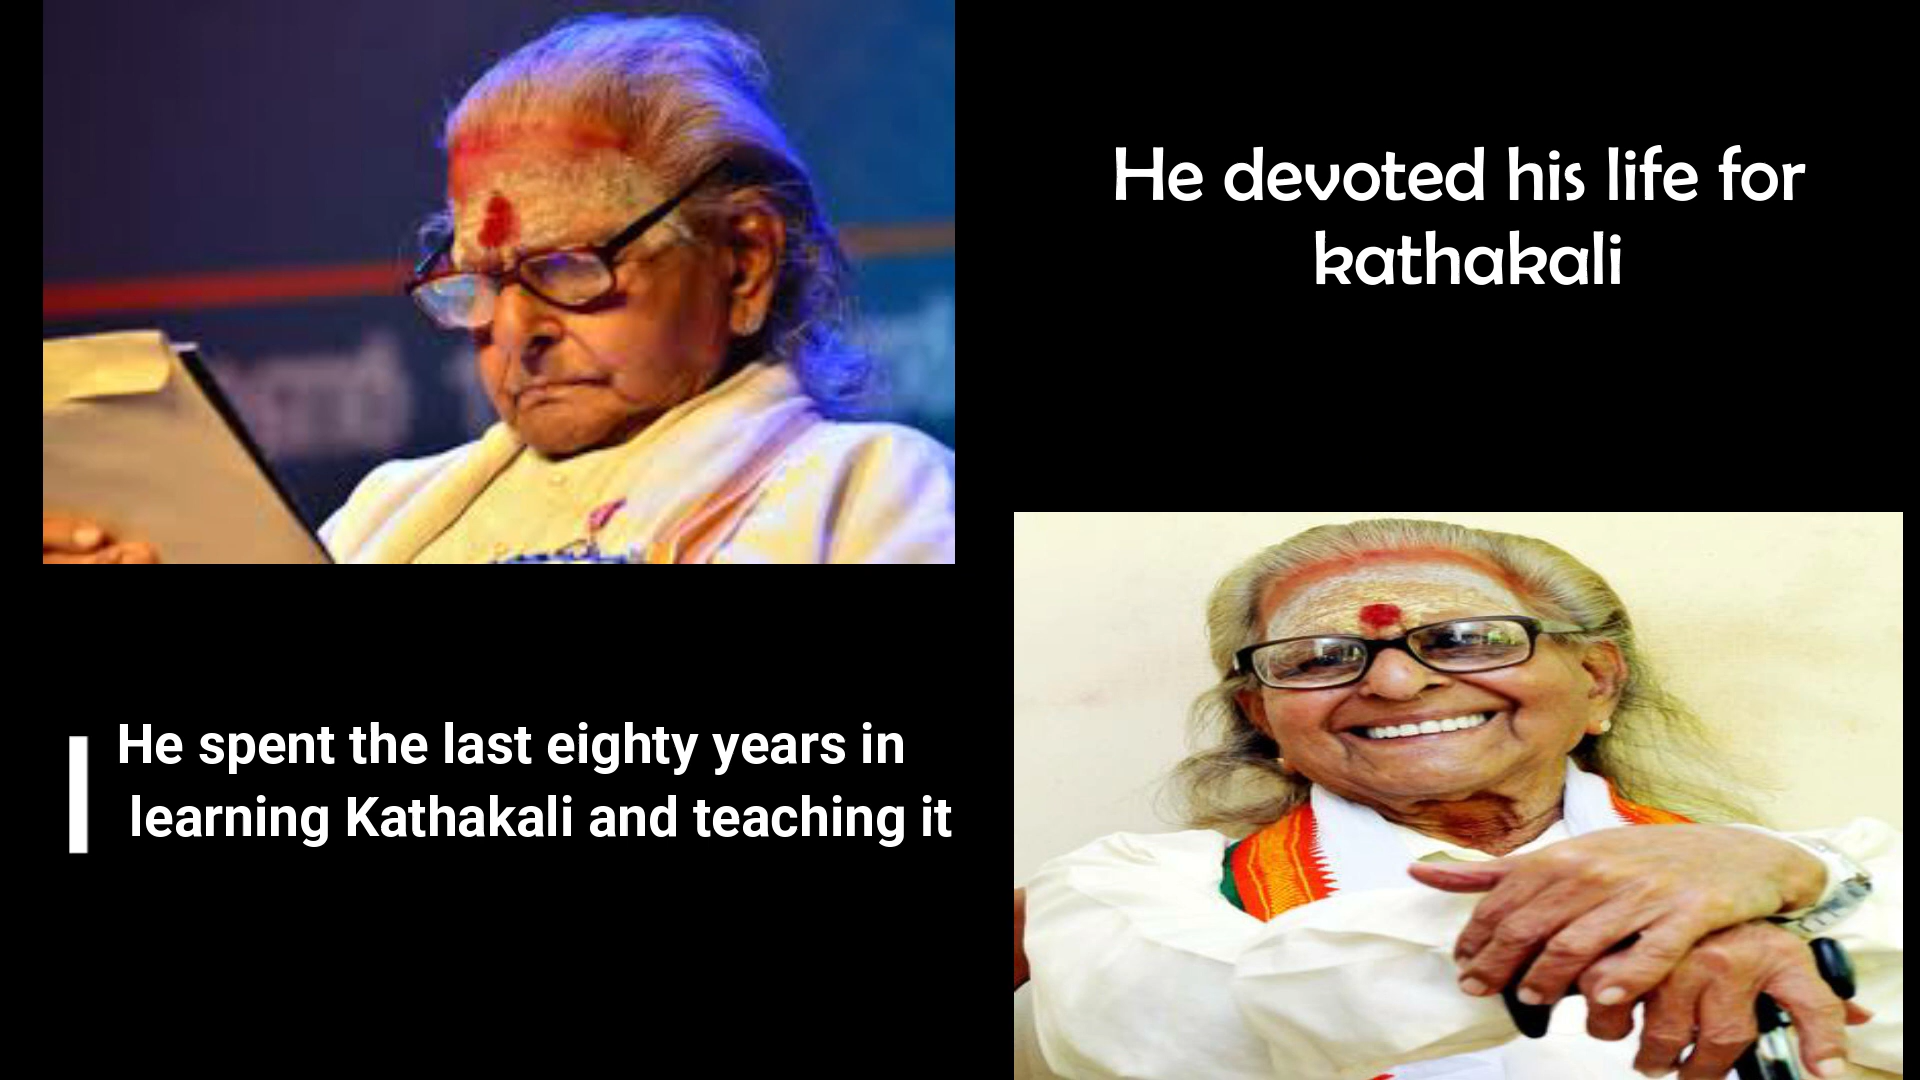 He devoted his life for
kathakali
He spent the last eighty years in
learning Kathakali and teaching it